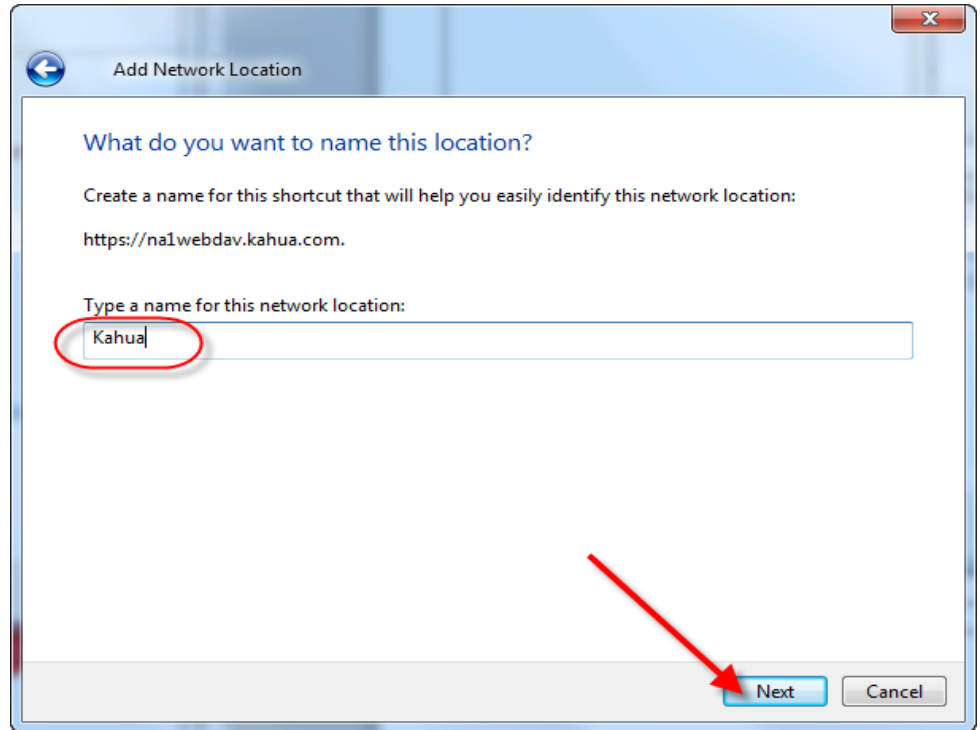 Add Network Location
What do you want to name this location?
Create a name for this shortcut that will help you easily identify this network location:
https://na1webdav.kahua.com.
Type a name for this network location:
Kahua
Next
Cancel